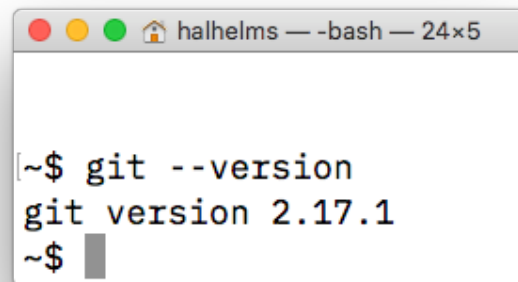 halhelms — -bash — 24×5
~$ git --version
git version 2.17.1
~$